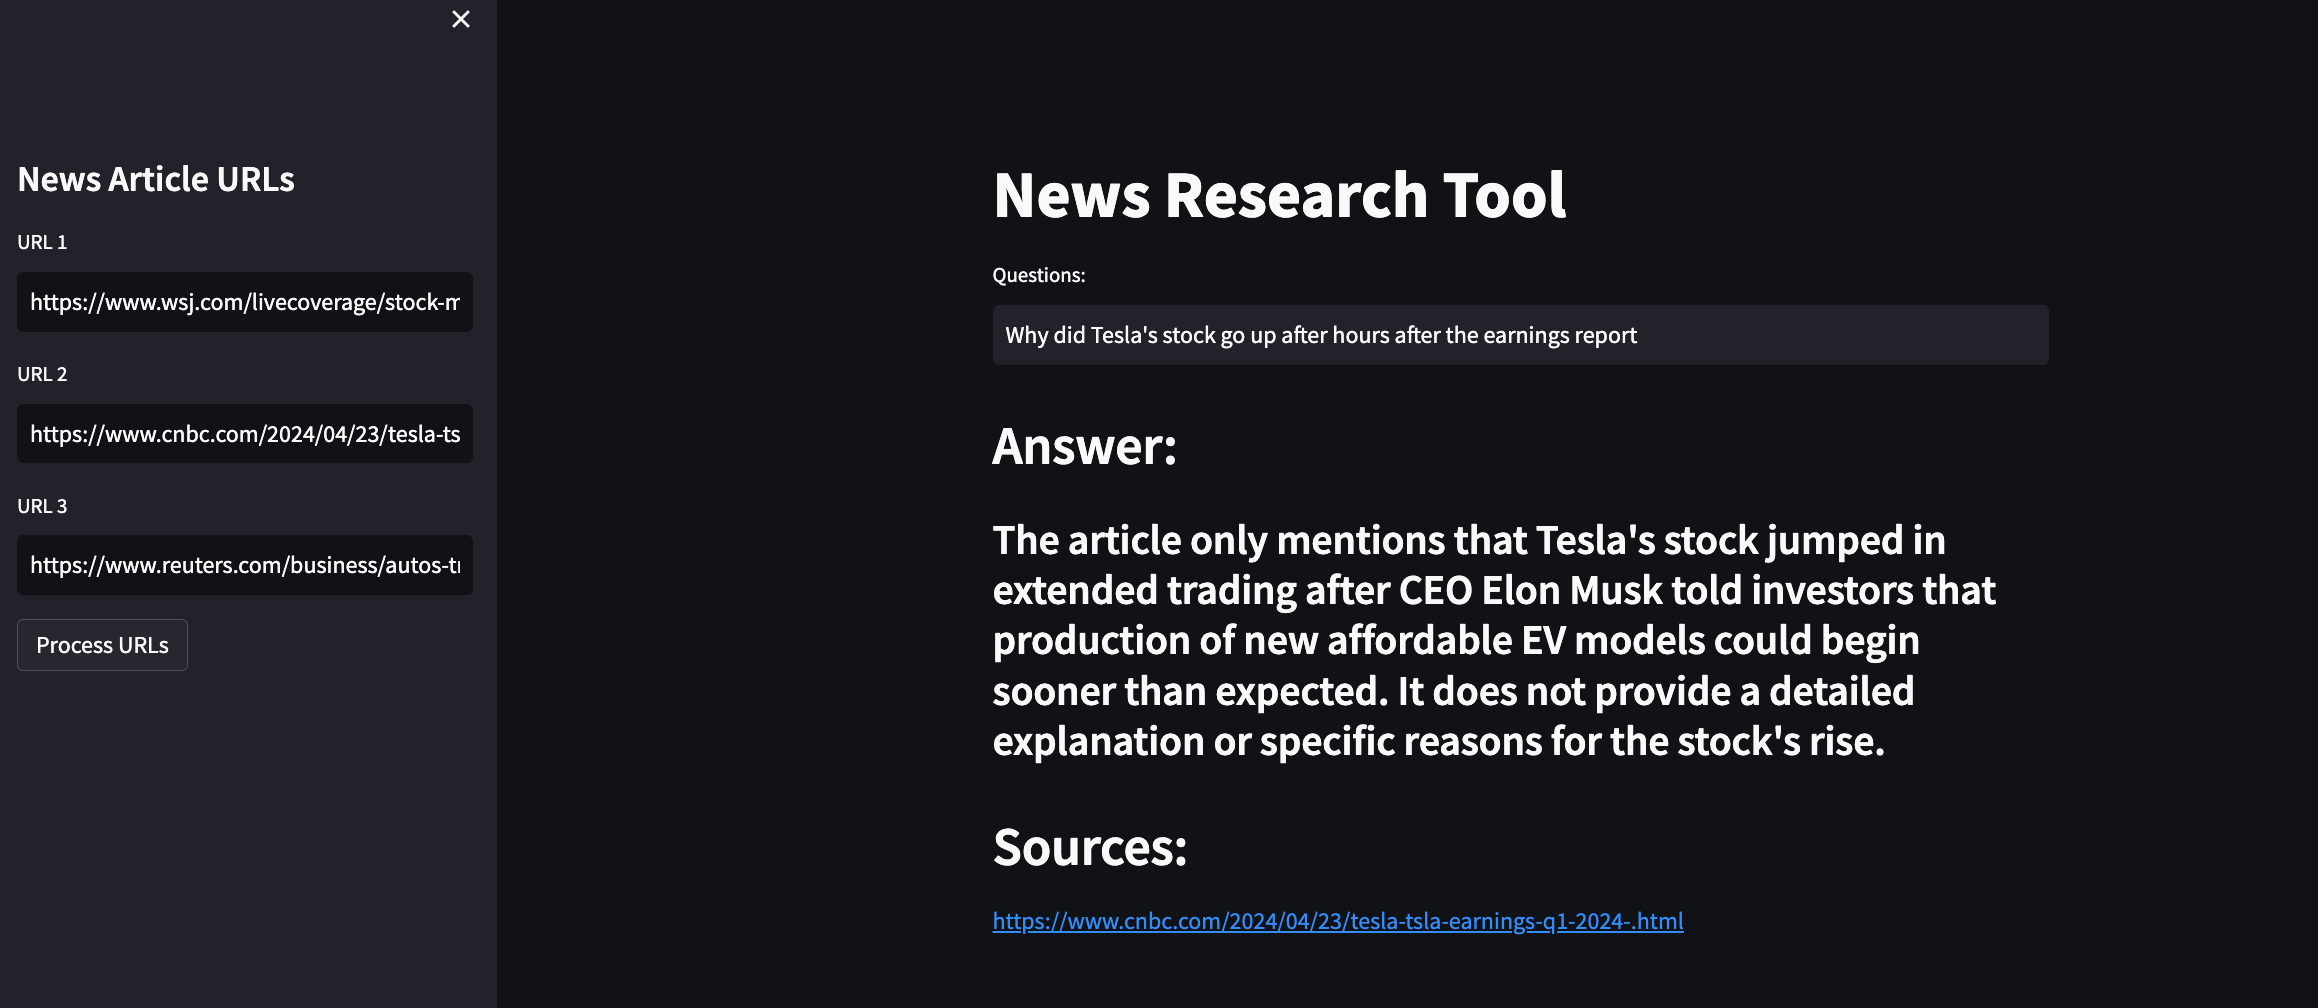 News Article URLs
URL 1
https://www.wsj.com/livecoverage/stock-m
URL 2
https://www.cnbc.com/2024/04/23/tesla-ts
URL 3
https://www.reuters.com/business/autos-tr
Process URLs
News Research Tool
Questions:
Why did Tesla's stock go up after hours after the earnings report
Answer:
The article only mentions that Tesla's stock jumped in
extended trading after CEO Elon Musk told investors that
production of new affordable EV models could begin
sooner than expected. It does not provide a detailed
explanation or specific reasons for the stock's rise.
Sources:
https://www.cnbc.com/2024/04/23/tesla-tsla-earnings-q1-2024-.html